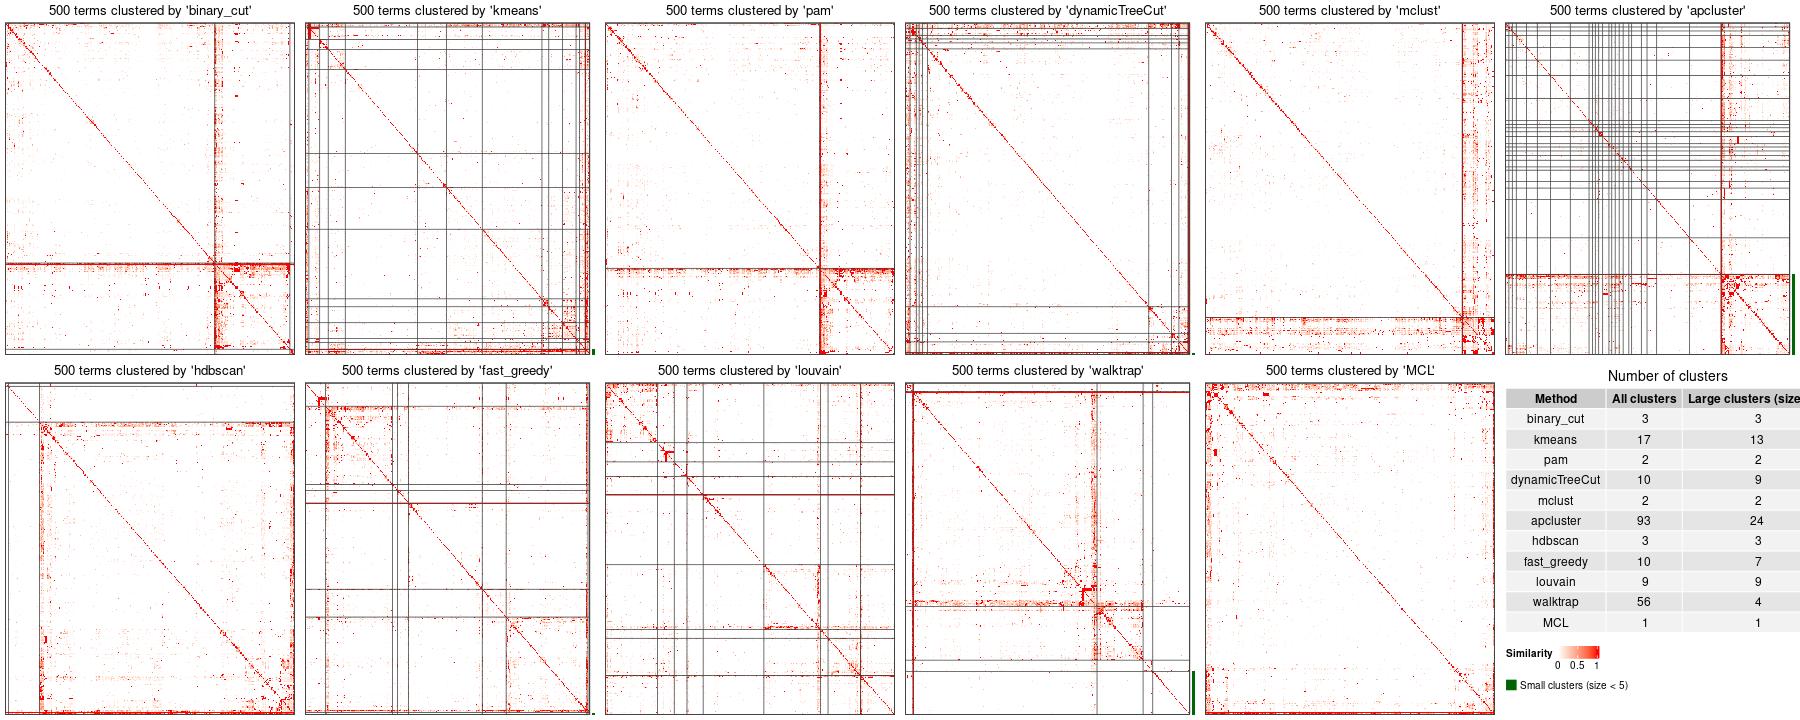 500 terms clustered by 'binary_cut'
500 terms clustered by 'kmeans'
500 terms clustered by 'pam'
500 terms clustered by 'dynamicTreeCut'
500 terms clustered by 'mclust'
500 terms clustered by 'apcluster'
500 terms clustered by 'hdbscan'
500 terms clustered by 'fast_greedy'
500 terms clustered by 'louvain'
500 terms clustered by 'walktrap'
500 terms clustered by 'MCL'
Number of clusters
Method All clusters Large clusters (size
binary_cut 3 3
kmeans 17 13
pam 2 2
dynamicTreeCut 10 9
mclust 2 2
apcluster 93 24
hdbscan 3 3
fast_greedy 10 7
louvain 9 9
walktrap 56 4
MCL 1 1
Similarity
0 0.5 1
Small clusters (size < 5)